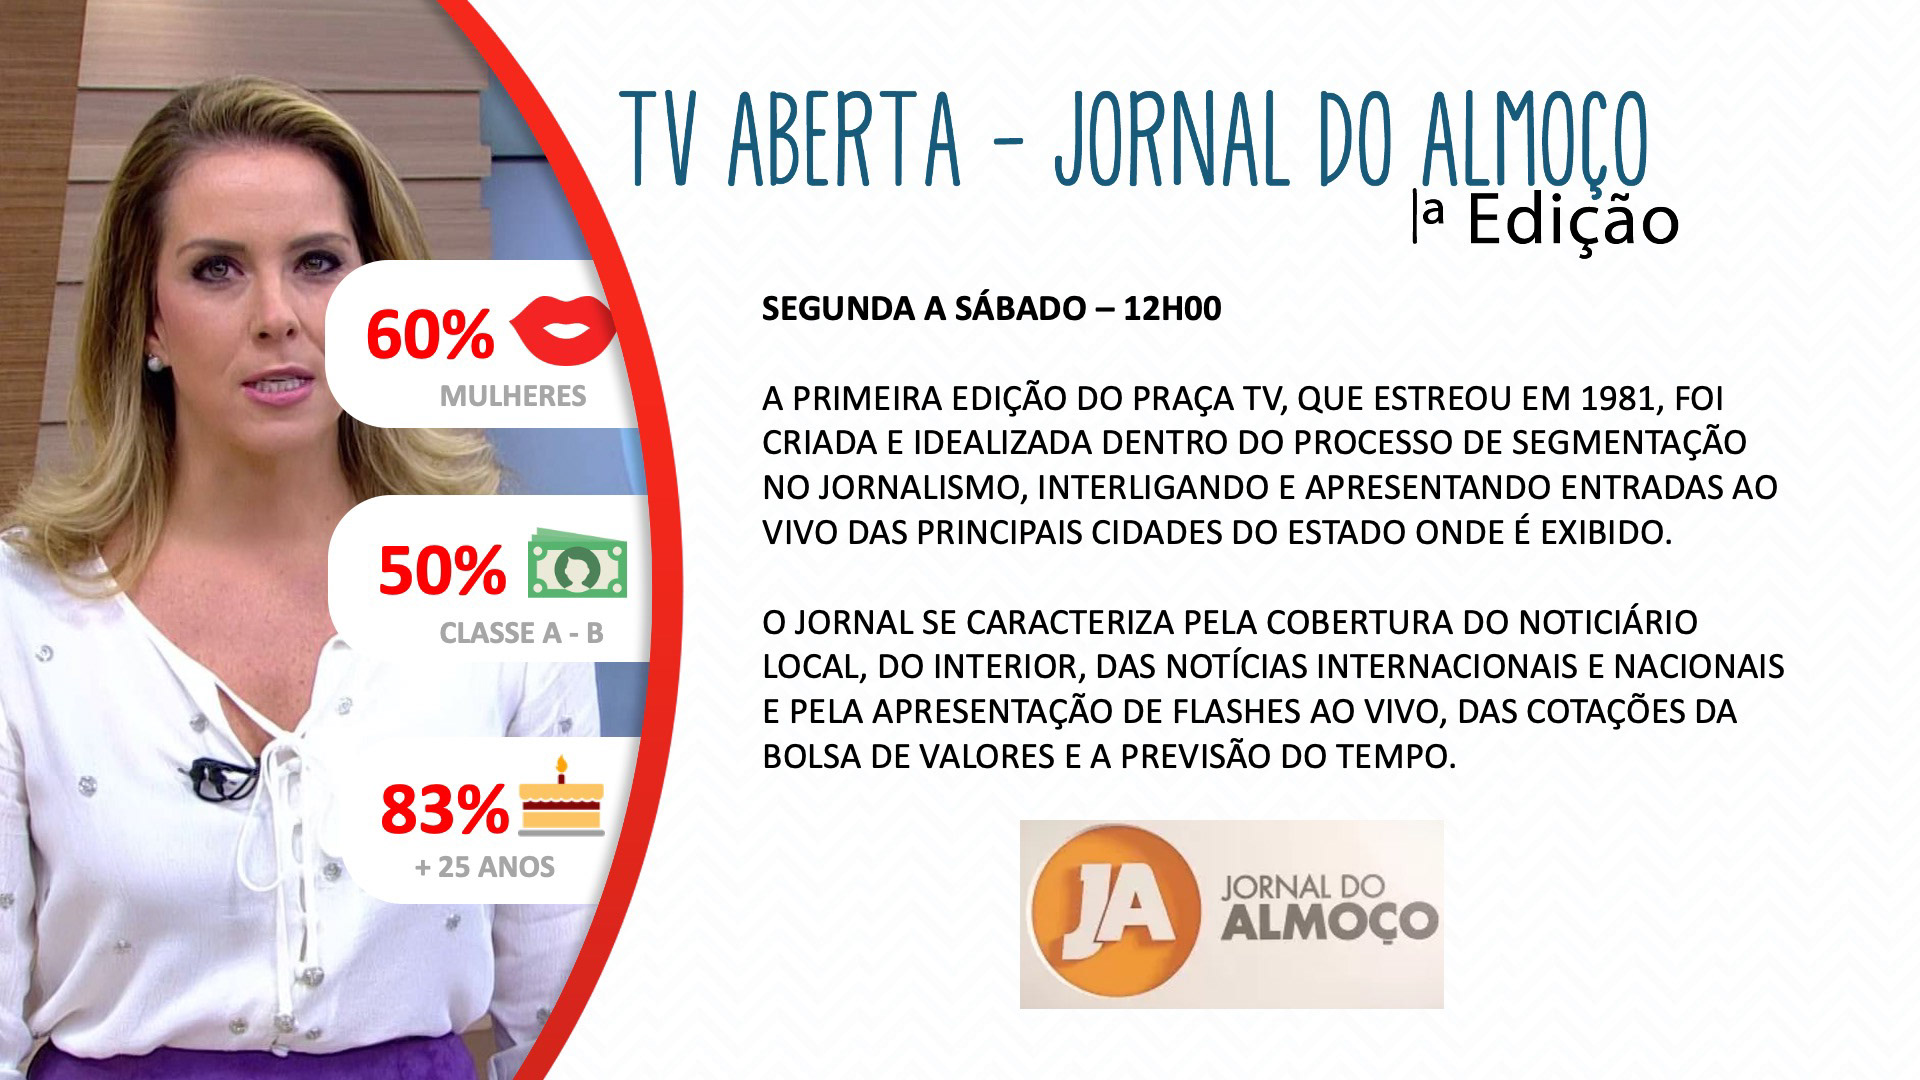 TV ABERTA - JORNAL DO ALMOÇO
1ª Edição
60%
MULHERES
50%
CLASSE A - B
83%
+ 25 ANOS
SEGUNDA A SÁBADO – 12H00
A PRIMEIRA EDIÇÃO DO PRAÇA TV, QUE ESTREOU EM 1981, FOI
CRIADA E IDEALIZADA DENTRO DO PROCESSO DE SEGMENTAÇÃO
NO JORNALISMO, INTERLIGANDO E APRESENTANDO ENTRADAS AO
VIVO DAS PRINCIPAIS CIDADES DO ESTADO ONDE É EXIBIDO.
O JORNAL SE CARACTERIZA PELA COBERTURA DO NOTICIÁRIO
LOCAL, DO INTERIOR, DAS NOTÍCIAS INTERNACIONAIS E NACIONAIS
E PELA APRESENTAÇÃO DE FLASHES AO VIVO, DAS COTAÇÕES DA
BOLSA DE VALORES E A PREVISÃO DO TEMPO.
JA
JORNAL DO
ALMOÇO